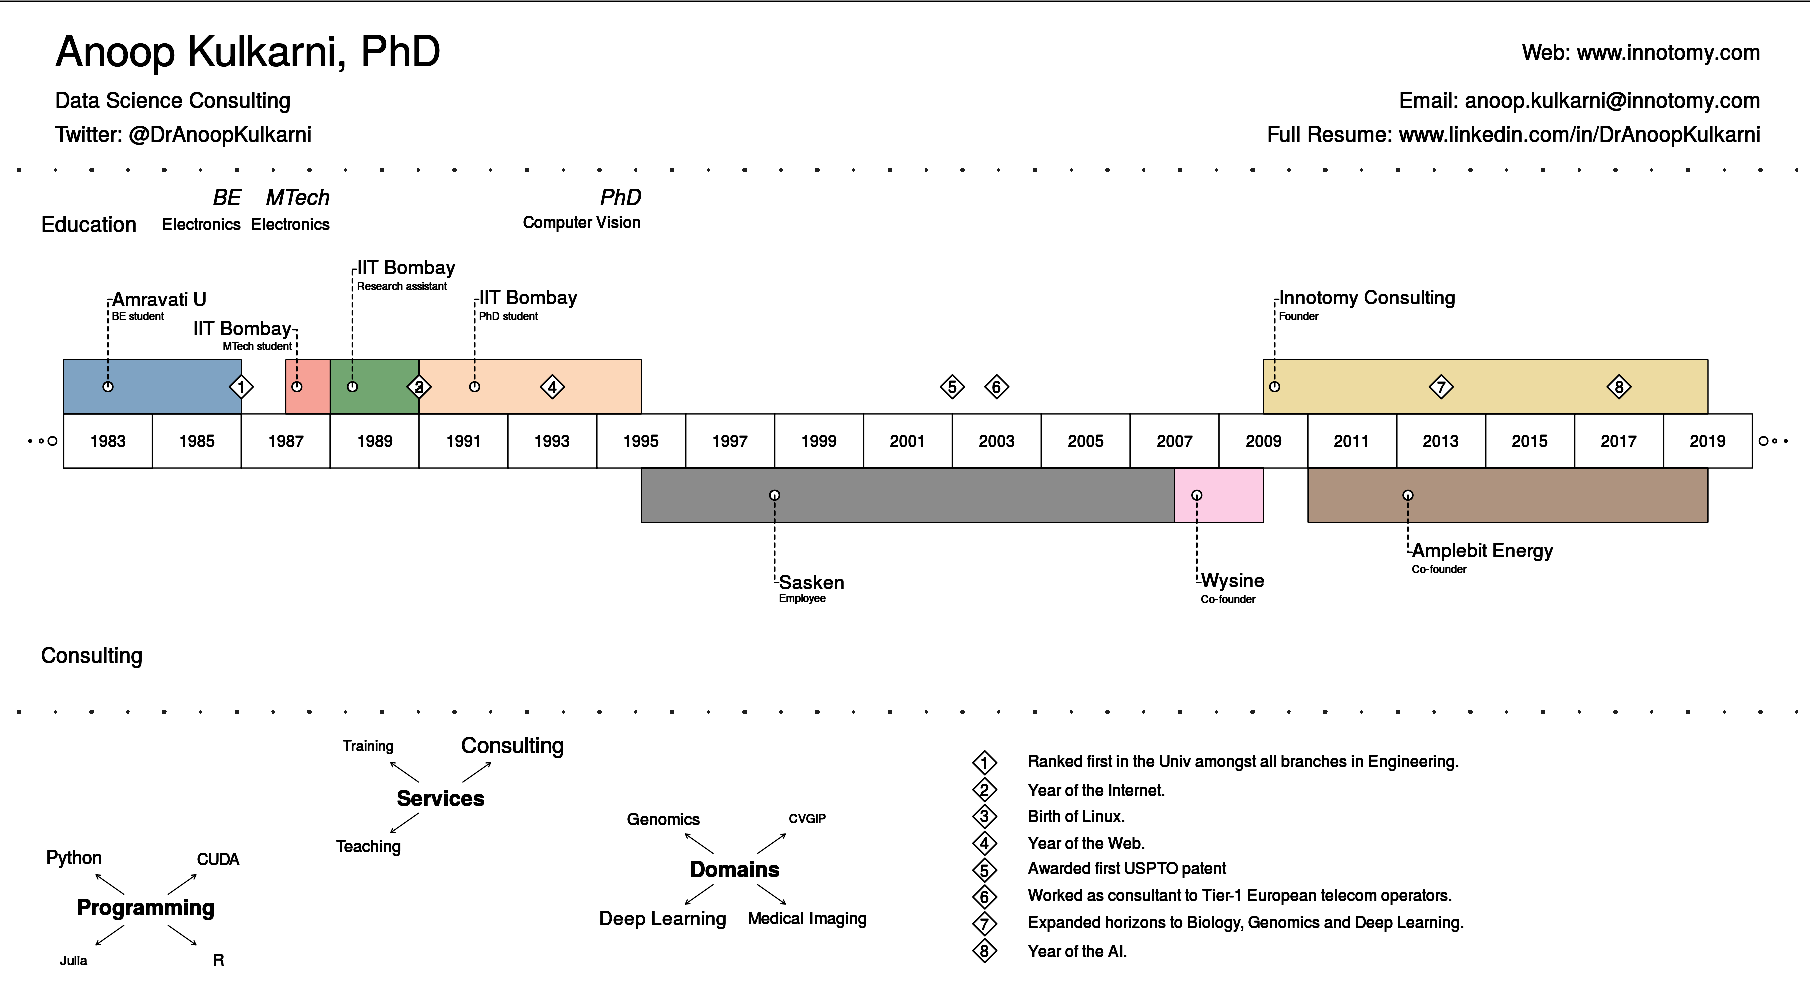 Anoop Kulkarni, PhD
Web: www.innotomy.com
Data Science Consulting
Email: anoop.kulkarni@innotomy.com
Twitter: @DrAnoopKulkarni
Full Resume: www.linkedin.com/in/DrAnoopKulkarni
BE MTech PhD
Education Electronics Electronics Computer Vision
IIT Bombay
Research assistant
Amravati U
BE student
IIT Bombay
MTech student
IIT Bombay
PhD student
Innotomy Consulting
Founder
1 3 4 5 6 7 8
1983 1985 1987 1989 1991 1993 1995 1997 1999 2001 2003 2005 2007 2009 2011 2013 2015 2017 2019
Sasken
Employee
Wysine
Co-founder
Amplebit Energy
Co-founder
Consulting
Training Consulting
Services
Teaching
Python CUDA
Programming
Julia R
Genomics CVGIP
Domains
Deep Learning Medical Imaging
1 Ranked first in the Univ amongst all branches in Engineering.
2 Year of the Internet.
3 Birth of Linux.
4 Year of the Web.
5 Awarded first USPTO patent
6 Worked as consultant to Tier-1 European telecom operators.
7 Expanded horizons to Biology, Genomics and Deep Learning.
8 Year of the AI.